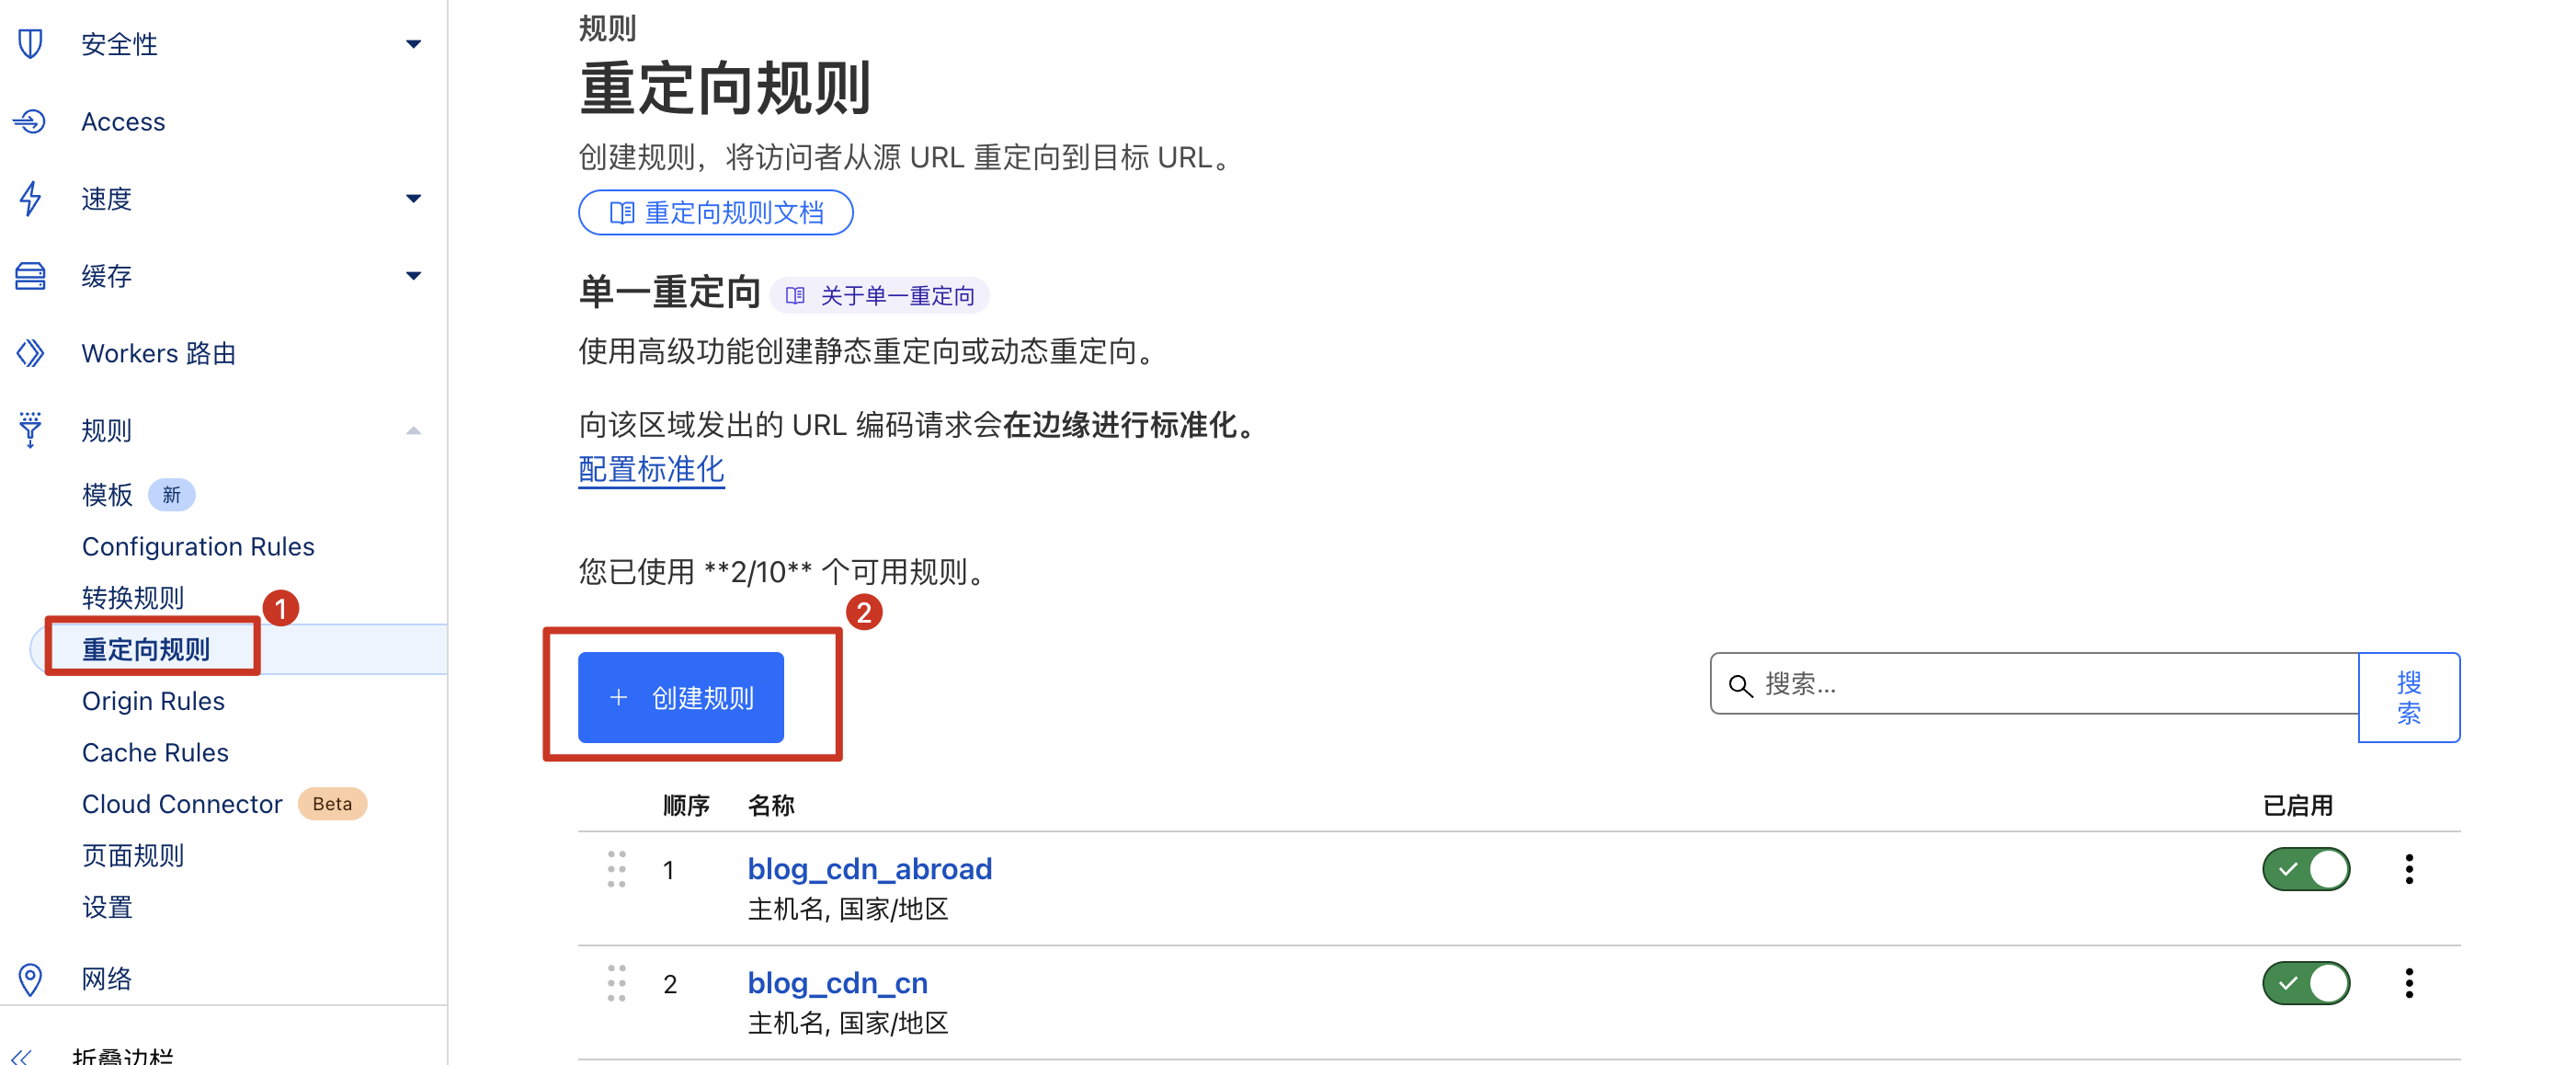 安全性
Access
速度
缓存
Workers 路由
规则
模板 新
Configuration Rules
转换规则
1
重定向规则
Origin Rules
Cache Rules
Cloud Connector Beta
页面规则
设置
网络
折叠边栏
规则
重定向规则
创建规则，将访问者从源 URL 重定向到目标 URL。
重定向规则文档
单一重定向 关于单一重定向
使用高级功能创建静态重定向或动态重定向。
向该区域发出的 URL 编码请求会在边缘进行标准化。
配置标准化
您已使用 **2/10** 个可用规则。
2
+ 创建规则
搜索...
搜
索
顺序 名称 已启用
1 blog_cdn_abroad
主机名, 国家/地区
2 blog_cdn_cn
主机名, 国家/地区